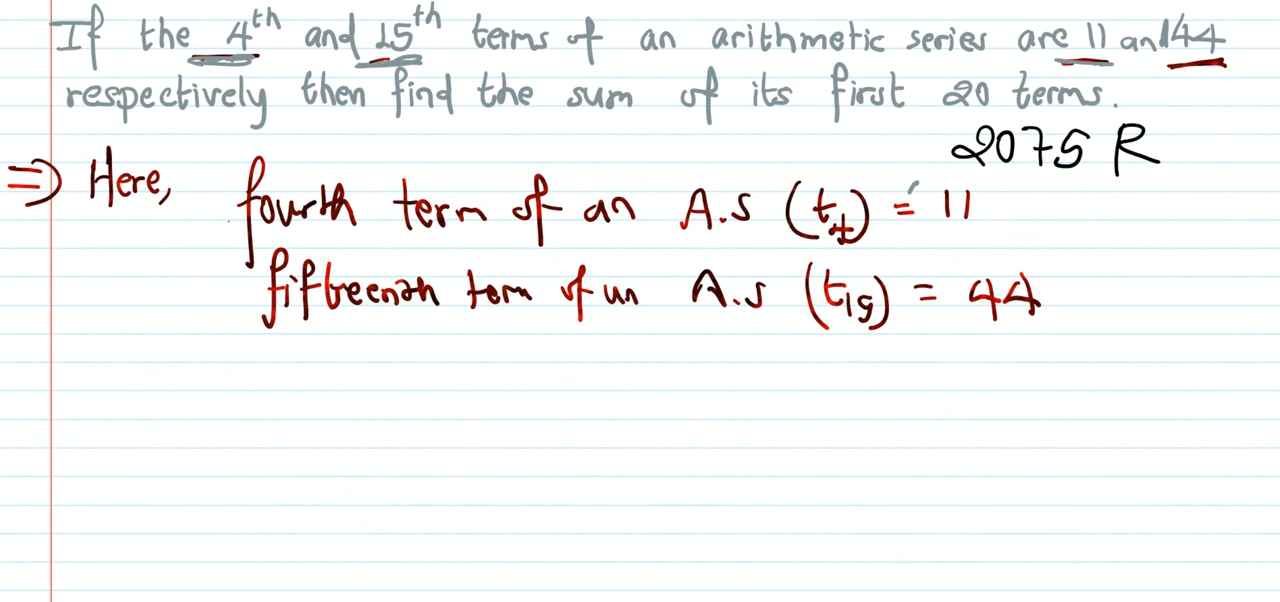 If the 4th and 15th terms of an arithmetic series are 11 and 44
respectively then find the sum of its first 20 terms.
2075 R
⇒ Here, fourth term of an A.S (t4) = 11
fifteenth term of an A.S (t15) = 44